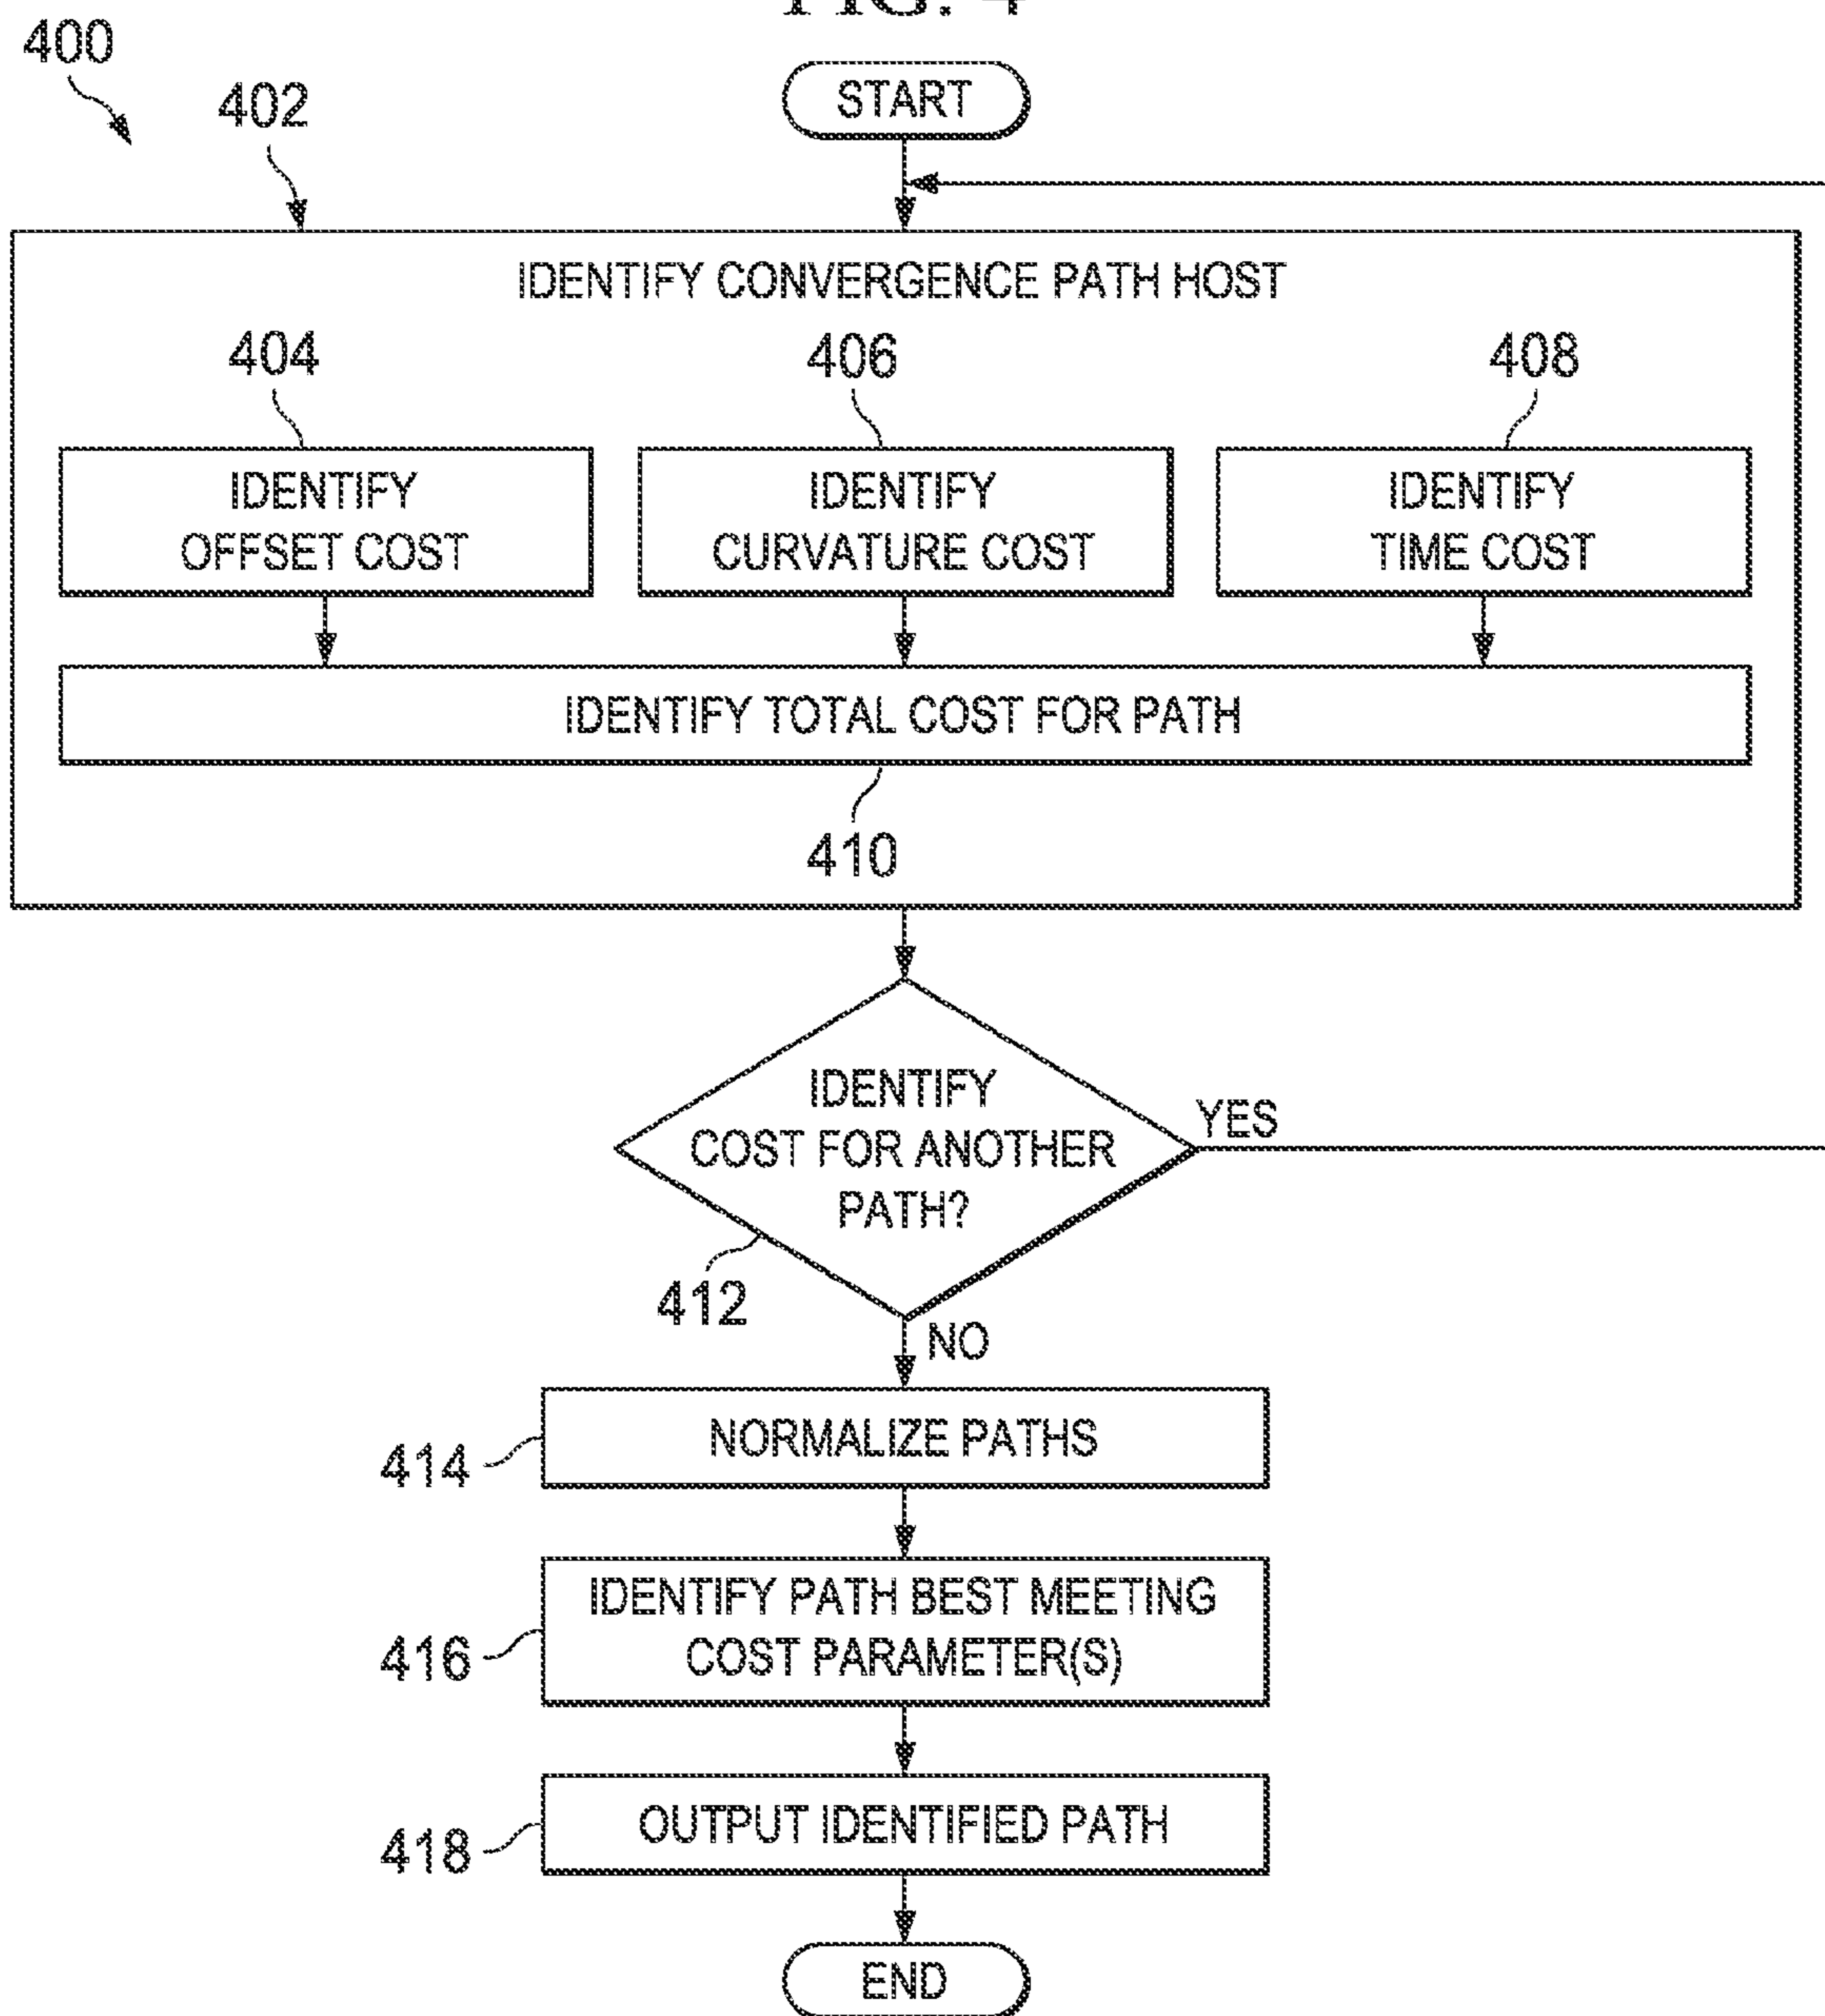 FIG. 4
400
402
START
IDENTIFY CONVERGENCE PATH HOST
404
406
408
IDENTIFY
OFFSET COST
IDENTIFY
CURVATURE COST
IDENTIFY
TIME COST
IDENTIFY TOTAL COST FOR PATH
410
IDENTIFY
COST FOR ANOTHER
PATH?
YES
412
NO
414
NORMALIZE PATHS
416
IDENTIFY PATH BEST MEETING
COST PARAMETER(S)
418
OUTPUT IDENTIFIED PATH
END